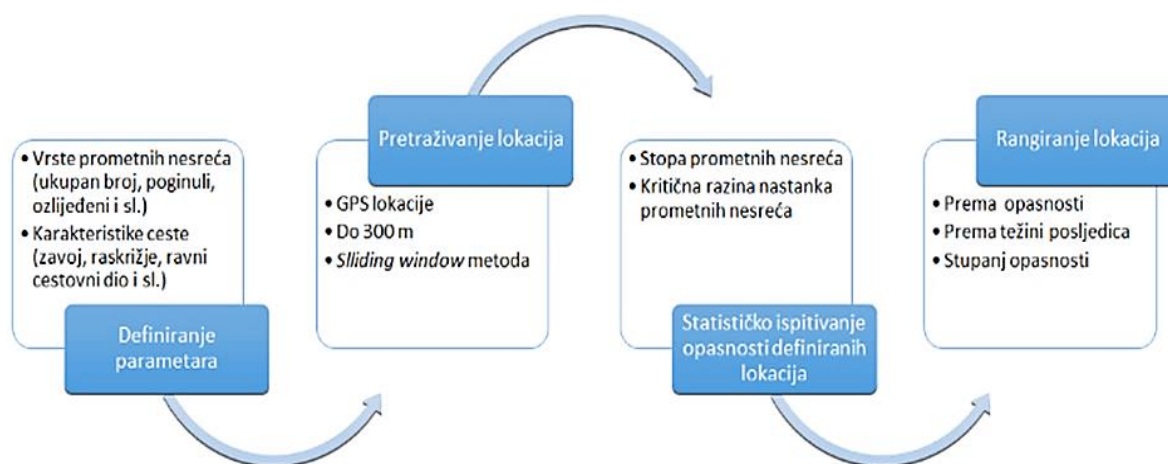 • Vrste prometnih nesreća
(ukupan broj, poginuli,
ozlijeđeni i sl.)
• Karakteristike ceste
(zavoj, raskrižje, ravni
cestovni dio i sl.)
Definiranje
parametara
Pretraživanje lokacija
• GPS lokacije
• Do 300 m
• Slliding window metoda
• Stopa prometnih nesreća
• Kritična razina nastanka
prometnih nesreća
Statističko ispitivanje
opasnosti definiranih
lokacija
Rangiranje lokacija
• Prema opasnosti
• Prema težini posljedica
• Stupanj opasnosti